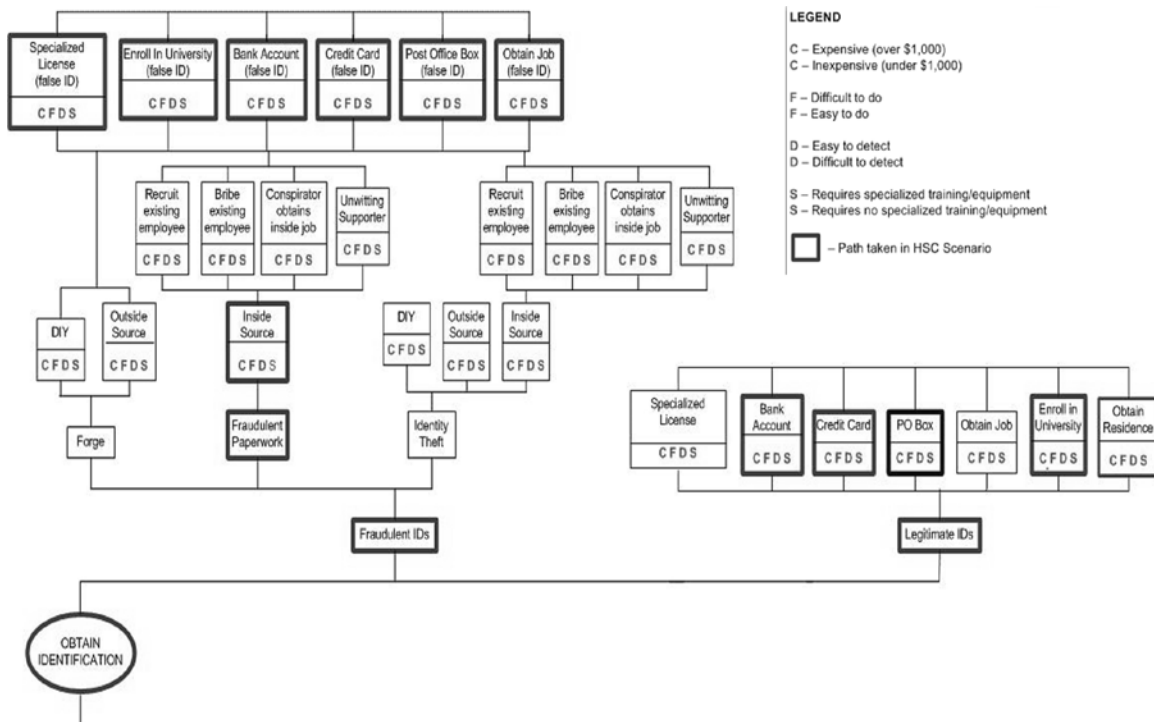 Specialized
License
(false ID)
C F D S
Enroll In University
(false ID)
C F D S
Bank Account
(false ID)
C F D S
Credit Card
(false ID)
C F D S
Post Office Box
(false ID)
C F D S
Obtain Job
(false ID)
C F D S
LEGEND
C – Expensive (over $1,000)
C – Inexpensive (under $1,000)
F – Difficult to do
F – Easy to do
D – Easy to detect
D – Difficult to detect
S – Requires specialized training/equipment
S – Requires no specialized training/equipment
– Path taken in HSC Scenario
Recruit
existing
employee
C F D S
Bribe
existing
employee
C F D S
Conspirator
obtains
inside job
C F D S
Unwitting
Supporter
C F D S
Recruit
existing
employee
C F D S
Bribe
existing
employee
C F D S
Conspirator
obtains
inside job
C F D S
Unwitting
Supporter
C F D S
DIY
C F D S
Outside
Source
C F D S
Inside
Source
C F D S
DIY
C F D S
Outside
Source
C F D S
Inside
Source
C F D S
Forge
Fraudulent
Paperwork
Identity
Theft
Specialized
License
C F D S
Bank
Account
C F D S
Credit Card
C F D S
PO Box
C F D S
Obtain Job
C F D S
Enroll in
University
C F D S
Obtain
Residence
C F D S
Fraudulent IDs
Legitimate IDs
OBTAIN
IDENTIFICATION